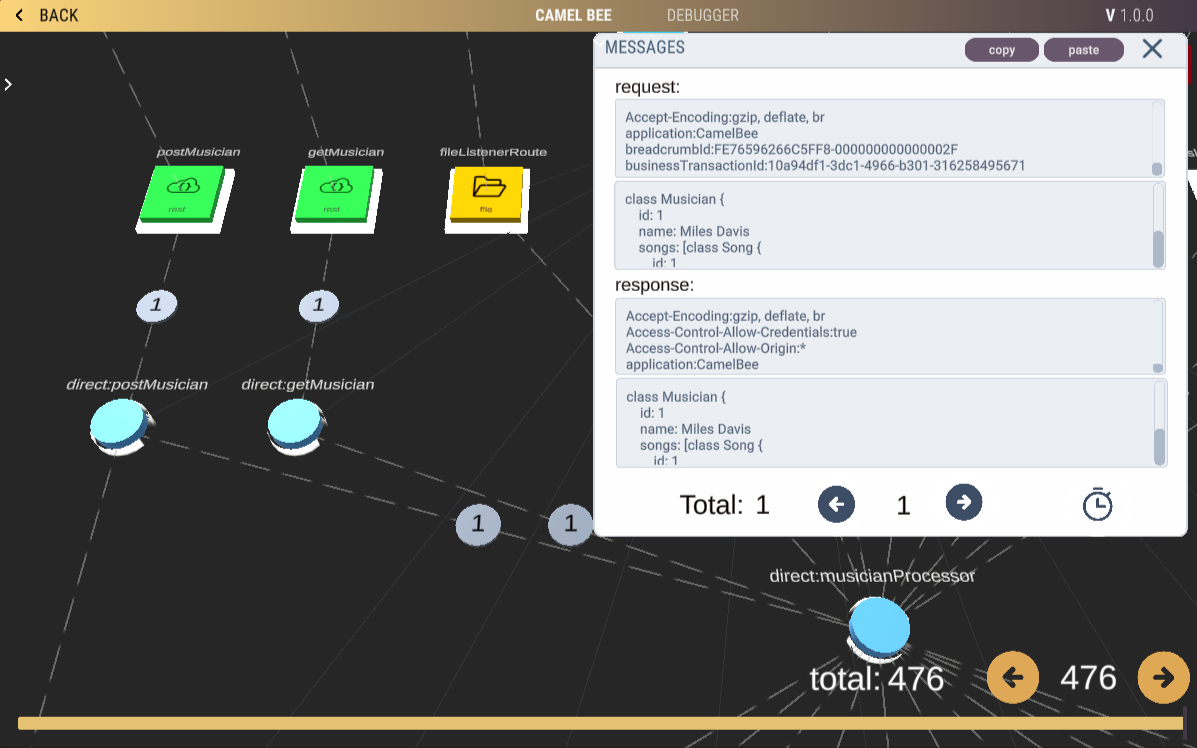 BACK
CAMEL BEE
DEBUGGER
V 1.0.0
MESSAGES
copy
paste
request:
Accept-Encoding:gzip, deflate, br
application:CamelBee
breadcrumbId:FE76596266C5FF8-000000000000002F
businessTransactionId:10a94df1-3dc1-4966-b301-316258495671
class Musician {
id: 1
name: Miles Davis
songs: [class Song {
id: 1
response:
Accept-Encoding:gzip, deflate, br
Access-Control-Allow-Credentials:true
Access-Control-Allow-Origin:*
application:CamelBee
class Musician {
id: 1
name: Miles Davis
songs: [class Song {
id: 1
Total: 1
1
postMusician
getMusician
fileListenerRoute
rest
rest
file
1
1
direct:postMusician
direct:getMusician
1
1
direct:musicianProcessor
total: 476
476